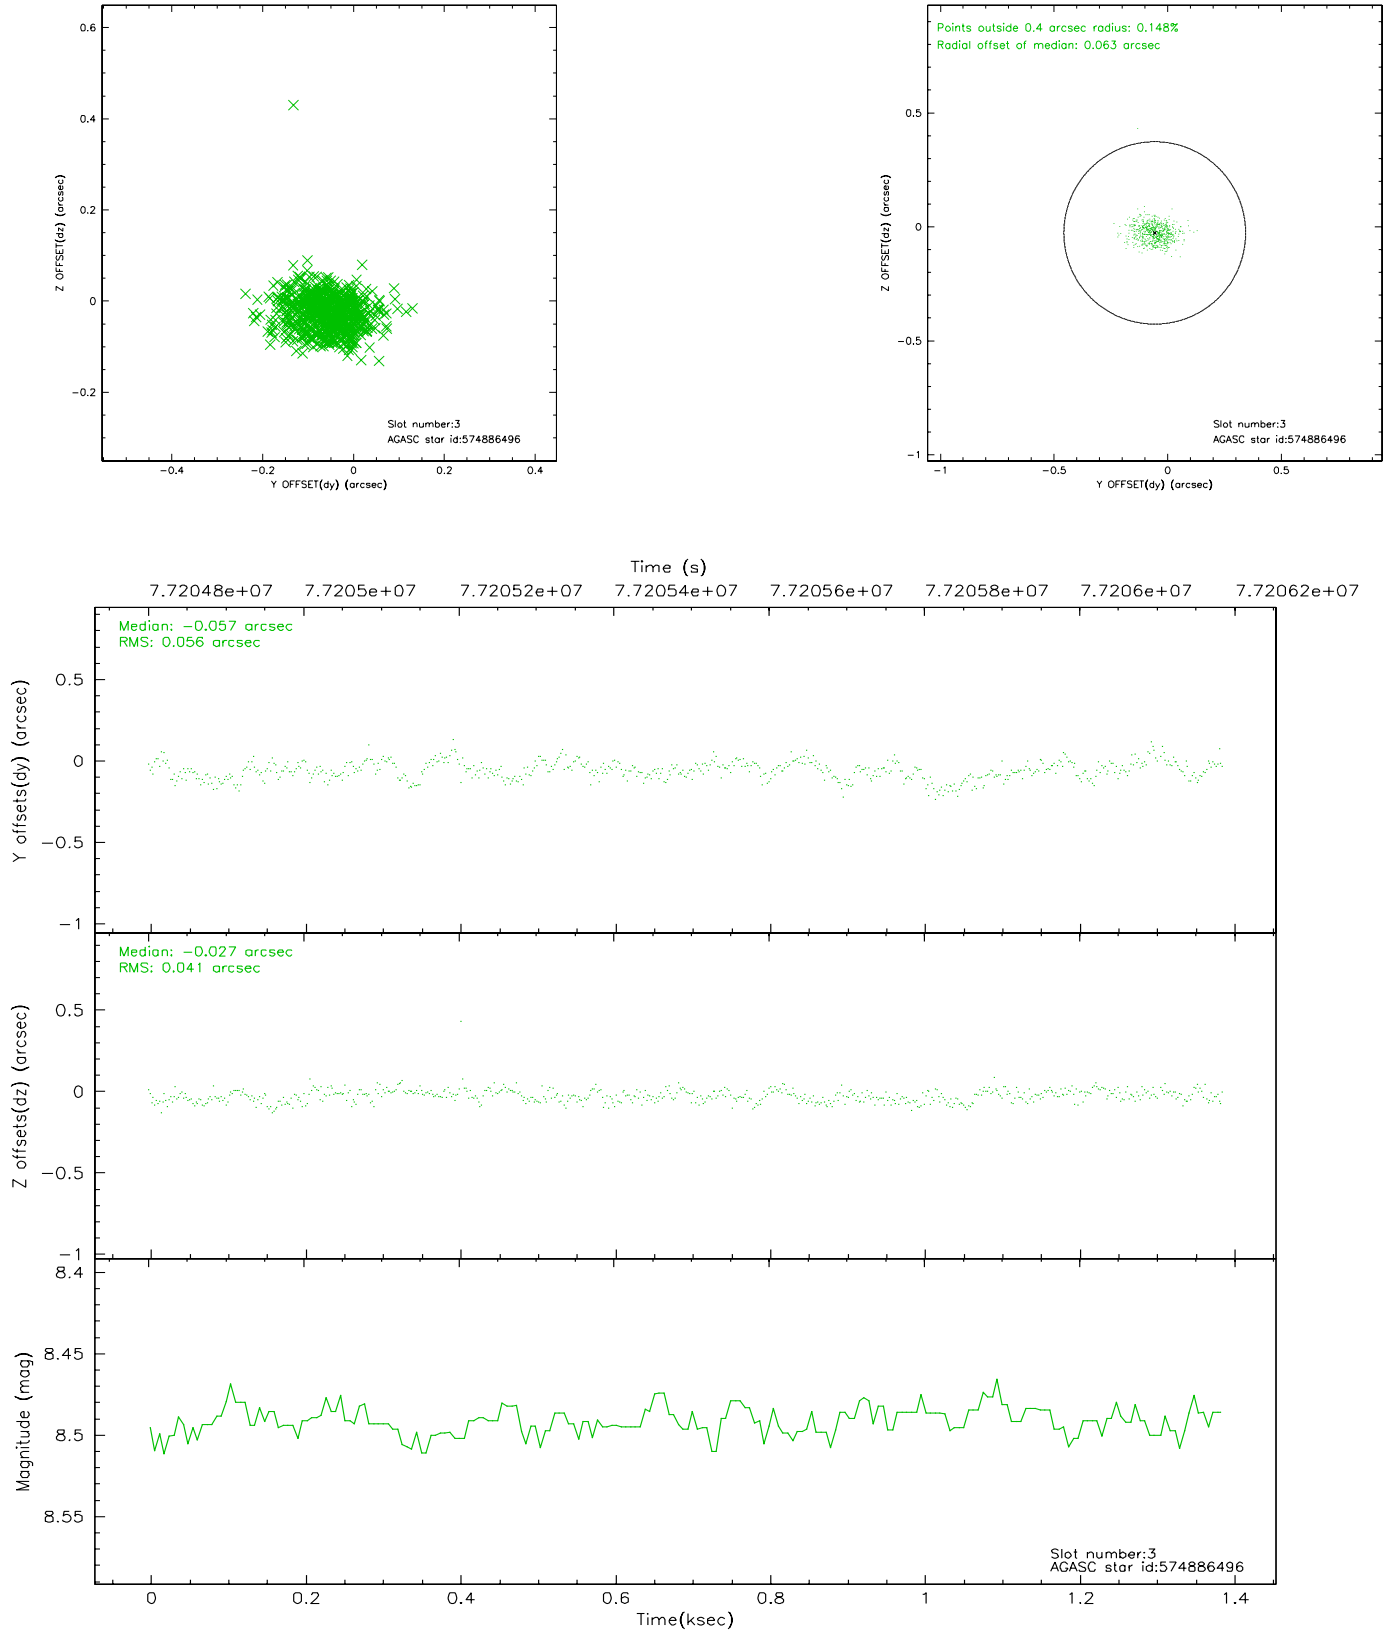 0.6
0.4
0.2
0
−0.2
Z OFFSET(dz) (arcsec)
Slot number:3
AGASC star id:574886496
−0.4 −0.2 0 0.2 0.4
Y OFFSET(dy) (arcsec)
Points outside 0.4 arcsec radius: 0.148%
Radial offset of median: 0.063 arcsec
0.5
0
−0.5
−1
Z OFFSET(dz) (arcsec)
Slot number:3
AGASC star id:574886496
−1 −0.5 0 0.5
Y OFFSET(dy) (arcsec)
Time (s)
7.72048e+07 7.7205e+07 7.72052e+07 7.72054e+07 7.72056e+07 7.72058e+07 7.7206e+07 7.72062e+07
Median: −0.057 arcsec
RMS: 0.056 arcsec
0.5
0
−0.5
−1
Y offsets(dy) (arcsec)
Median: −0.027 arcsec
RMS: 0.041 arcsec
0.5
0
−0.5
−1
Z offsets(dz) (arcsec)
8.4
8.45
8.5
8.55
Magnitude (mag)
Slot number:3
AGASC star id:574886496
0 0.2 0.4 0.6 0.8 1 1.2 1.4
Time(ksec)